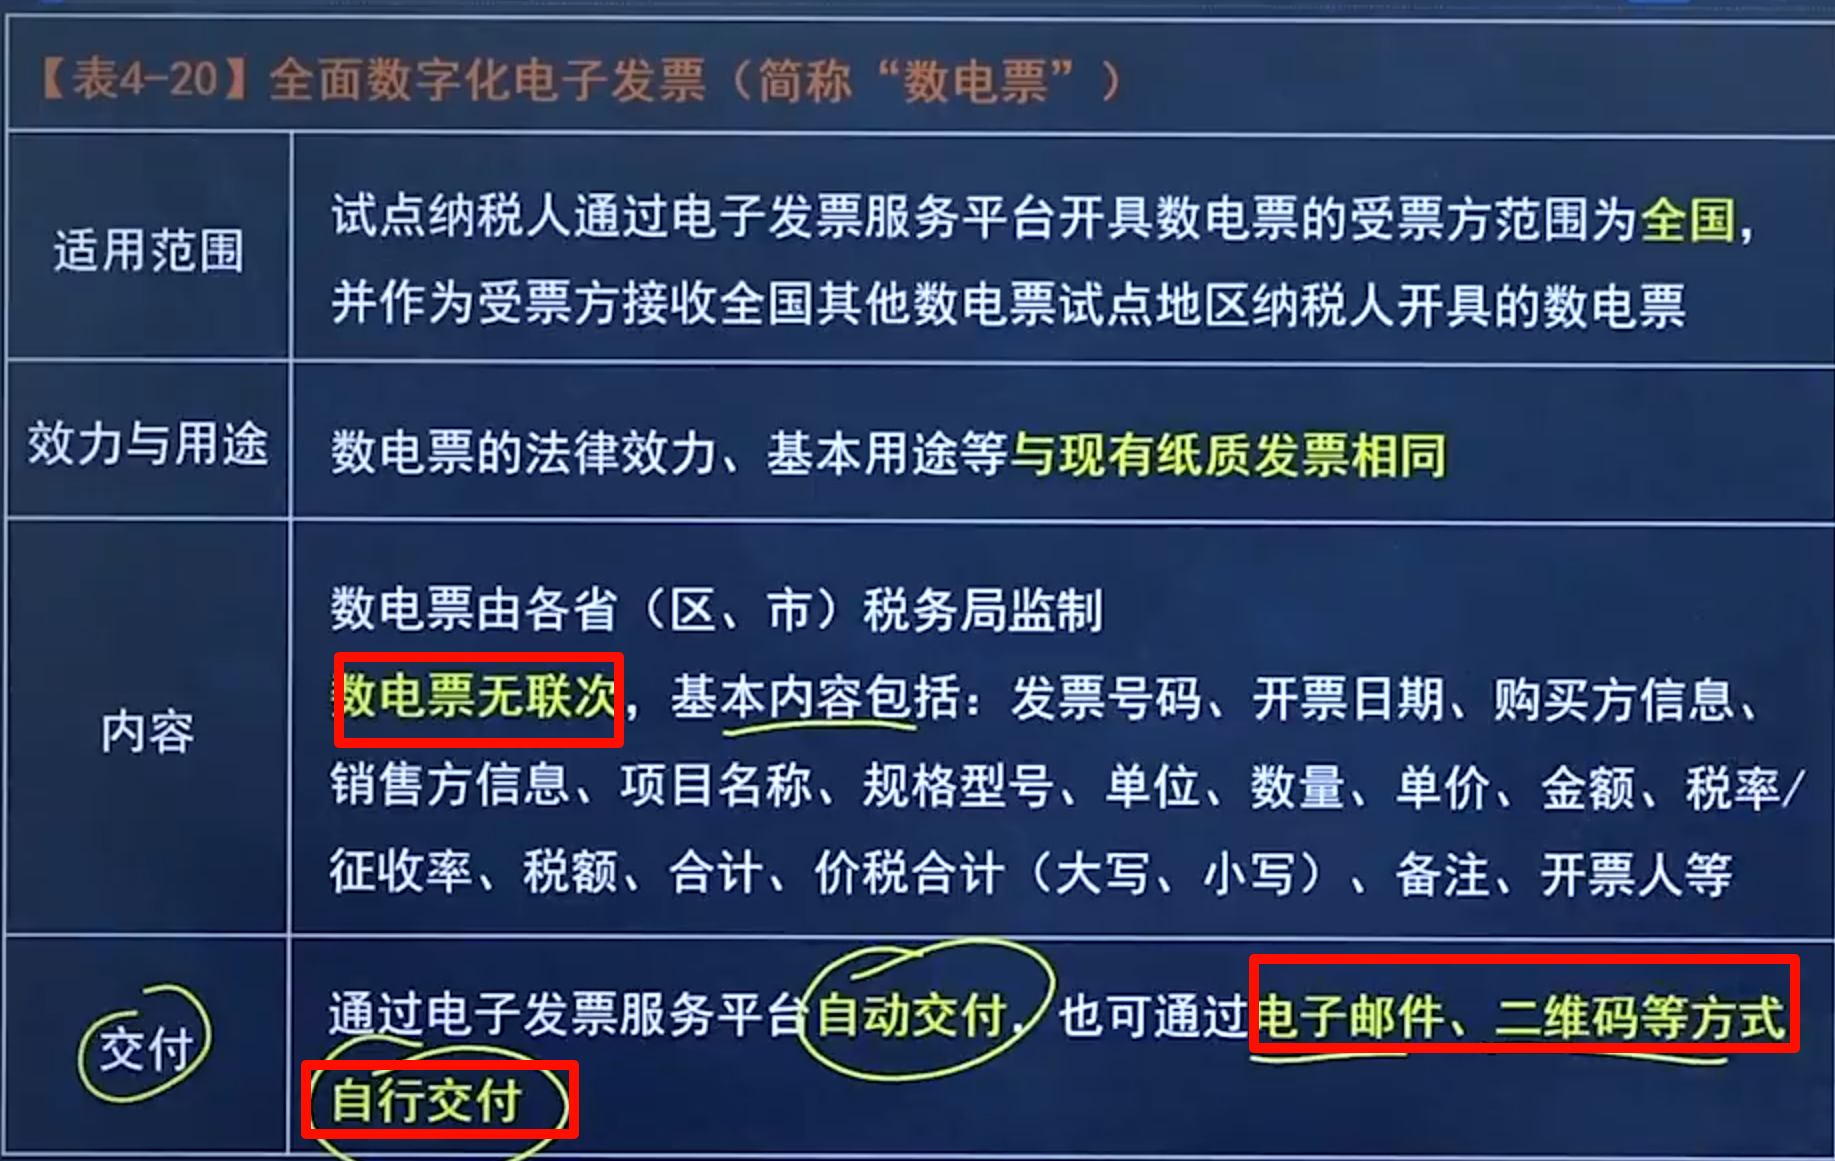 【表4-20】全面数字化电子发票（简称“数电票”）
适用范围
试点纳税人通过电子发票服务平台开具数电票的受票方范围为全国，
并作为受票方接收全国其他数电票试点地区纳税人开具的数电票
效力与用途
数电票的法律效力、基本用途等与现有纸质发票相同
内容
数电票由各省（区、市）税务局监制
数电票无联次，基本内容包括：发票号码、开票日期、购买方信息、
销售方信息、项目名称、规格型号、单位、数量、单价、金额、税率/
征收率、税额、合计、价税合计（大写、小写）、备注、开票人等
交付
通过电子发票服务平台自动交付，也可通过电子邮件、二维码等方式
自行交付